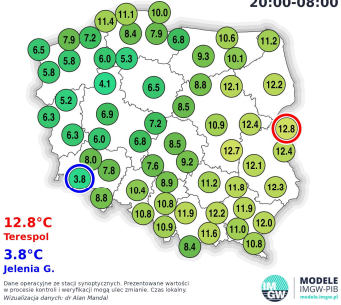 20:00-08:00
11.4 11.1 10.0
7.9 7.2 8.4 7.9 6.8 10.6 11.2
6.5 5.8 6.0 5.3 9.3 10.1
5.8 4.1 6.5 8.8 12.1 12.2
5.2 8.5
6.3 6.9 7.2 10.9 12.4 12.8
6.3 6.0 6.8 8.5 12.7 12.4
8.0 7.8 7.6 9.2 12.1
3.8 8.9 11.2 11.8 12.3
8.8 10.4 10.8
10.8 11.9 12.2 11.9 12.0
10.9 11.6 11.0
8.4 10.8
12.8°C
Terespol
3.8°C
Jelenia G.
Dane operacyjne ze stacji synoptycznych. Prezentowane wartości
w procesie kontroli i weryfikacji mogą ulec zmianie. Czas lokalny.
Wizualizacja danych: dr Alan Mandal
IM
GW
MODELE
IMGW-PIB